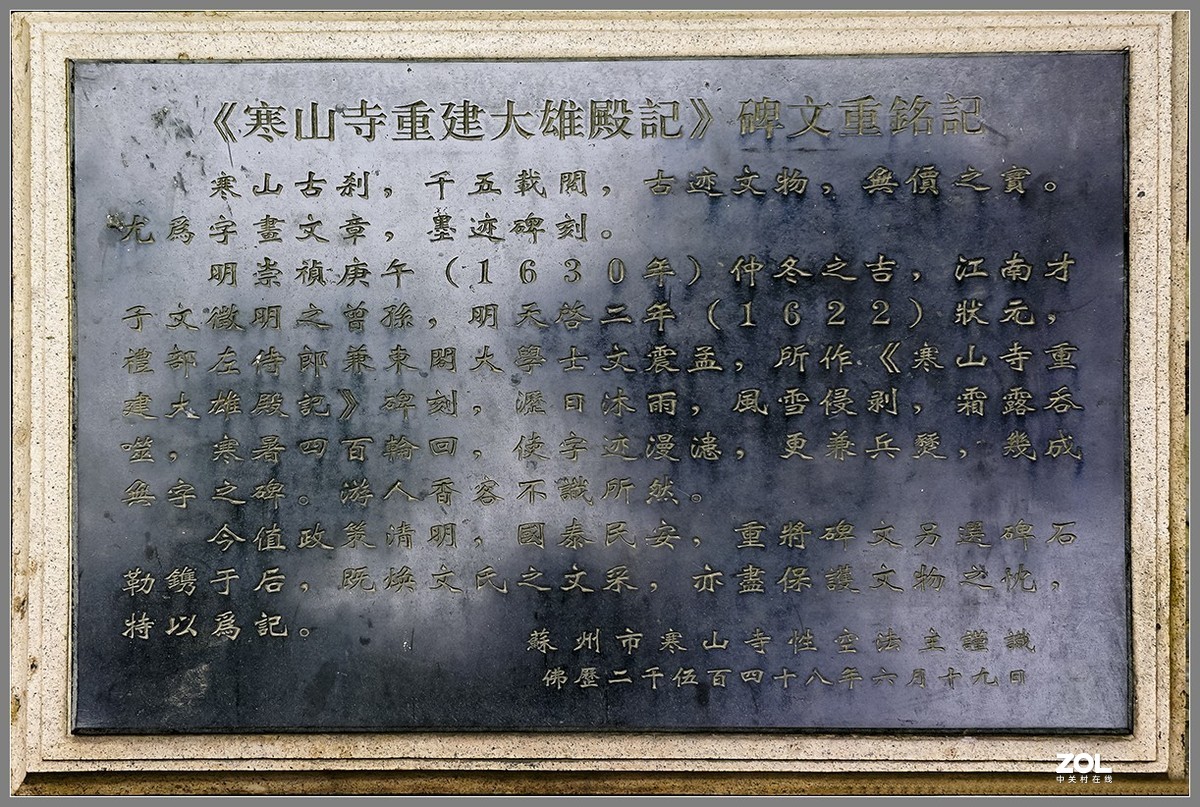 《寒山寺重建大雄殿記》碑文重銘記
寒山古刹，千五載閱，古迹文物，無價之寳。
尤爲字畫文章，墨迹碑刻。
明崇禎庚午（1630年）仲冬之吉，江南才
子文徵明之曾孫，明天啓二年（1622）狀元，
禮部左侍郎兼東閣大學士文震孟，所作《寒山寺重
建大雄殿記》碑刻，瀝日沐雨，風雪侵剥，霜露吞
噬，寒暑四百輪回，使字迹漫漶，更兼兵燹，幾成
無字之碑。游人香客不識所然。
今值政策清明，國泰民安，重將碑文另選碑石
勒鐫于后，既焕文氏之文采，亦盡保護文物之忱，
特以爲記。
蘇州市寒山寺性空法主謹識
佛歷二千伍百四十八年六月十九日
ZOL
中关村在线